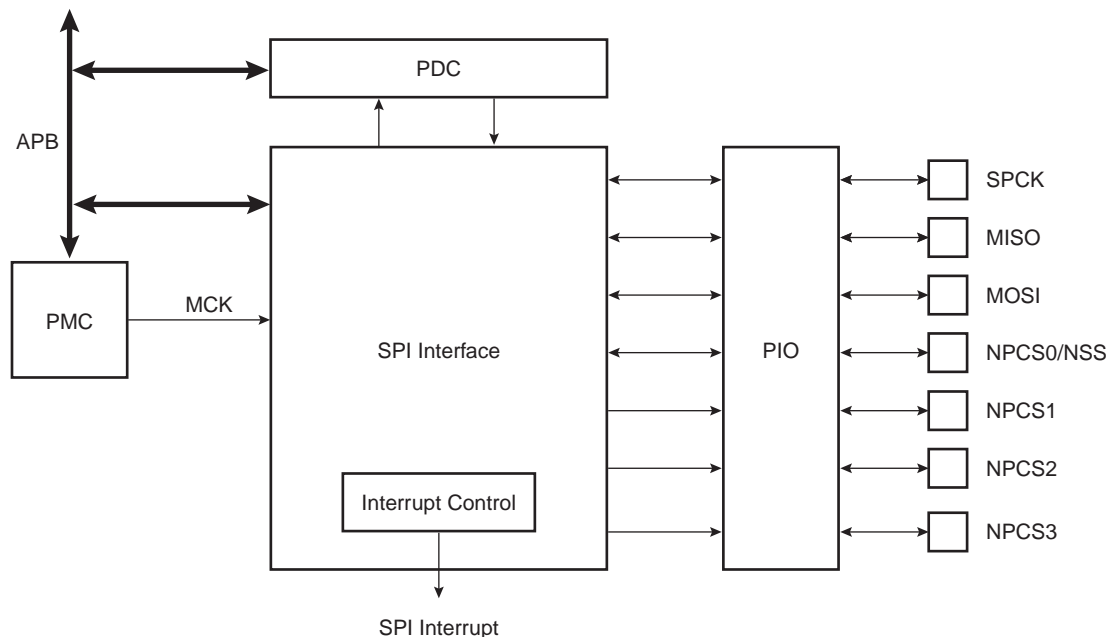 PDC
APB
SPCK
MISO
MCK
MOSI
PMC
SPI Interface
PIO
NPCS0/NSS
NPCS1
NPCS2
Interrupt Control
NPCS3
SPI Interrupt